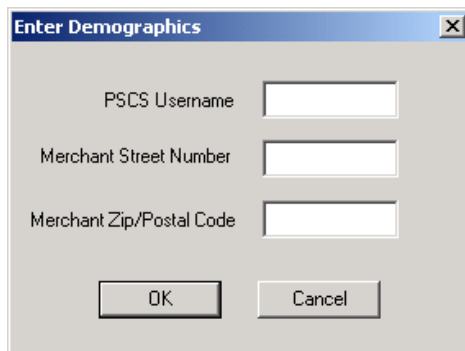 Enter Demographics
PSCS Username
Merchant Street Number
Merchant Zip/Postal Code
OK Cancel